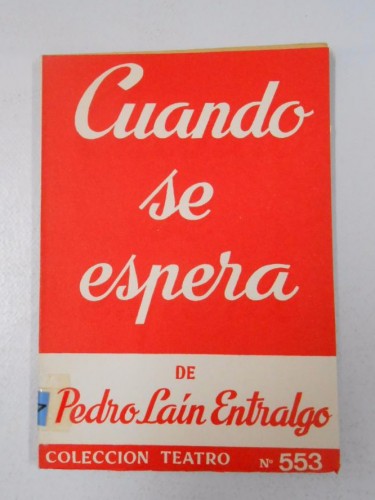 Cuando
se
espera
DE
Pedro Laín Entralgo
COLECCION TEATRO Nº 553